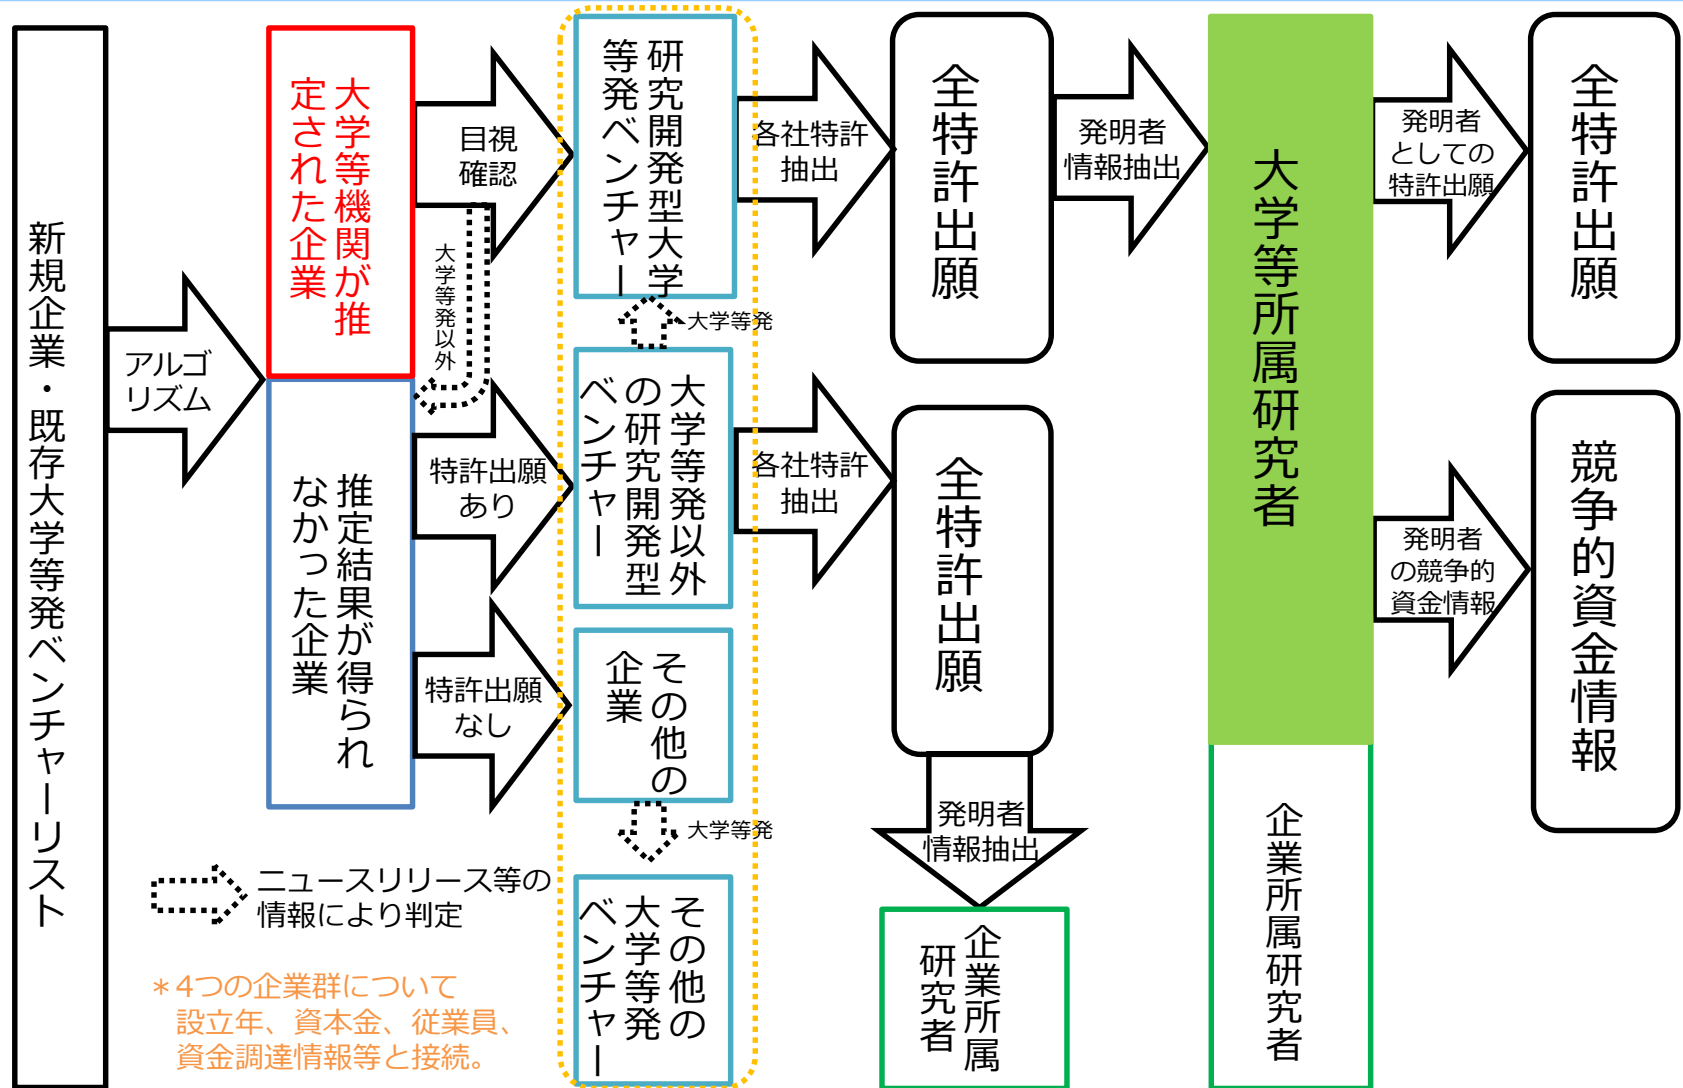 新規企業・既存大学等発ベンチャーリスト
アルゴ
リズム
大学等機関が推
定された企業
推定結果が得られ
なかった企業
目視
確認
大学等発以外
特許出願
あり
特許出願
なし
研究開発型大学
等発ベンチャー
大学等発
大学等発以外
の研究開発型
ベンチャー
その他の
企業
大学等発
その他の
大学等発
ベンチャー
各社特許
抽出
各社特許
抽出
全特許出願
全特許出願
発明者
情報抽出
発明者
情報抽出
企業所属
研究者
大学等所属研究者
企業所属研究者
発明者
としての
特許出願
発明者
の競争的
資金情報
全特許出願
競争的資金情報
ニュースリリース等の
情報により判定
＊4つの企業群について
設立年、資本金、従業員、
資金調達情報等と接続。